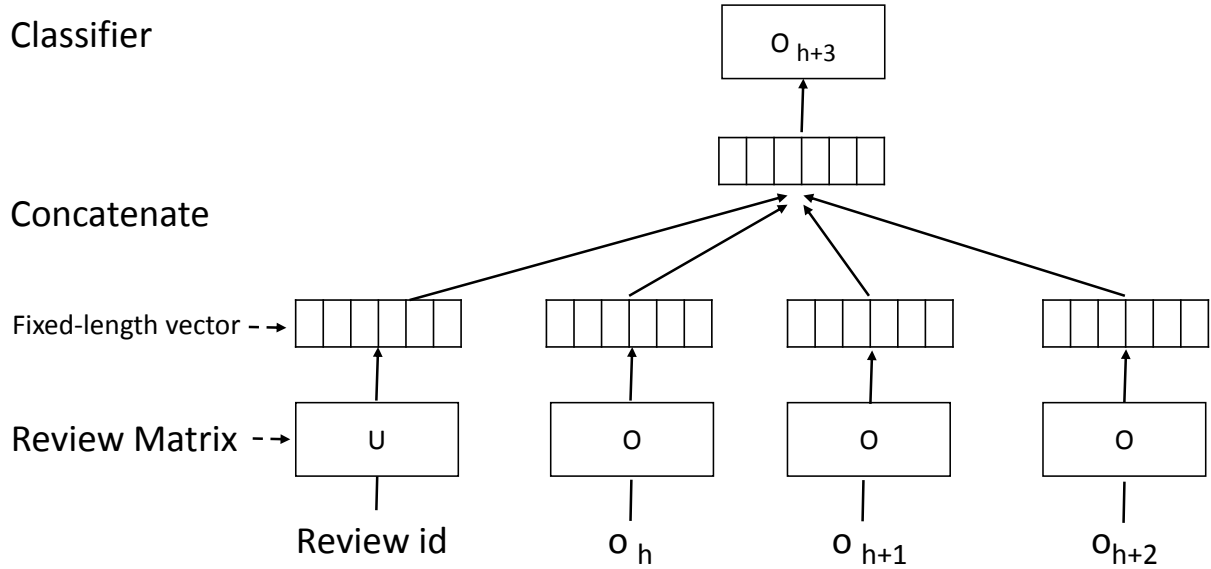 Classifier
O h+3
Concatenate
Fixed-length vector
Review Matrix
U
O
O
O
Review id
o h
o h+1
o h+2